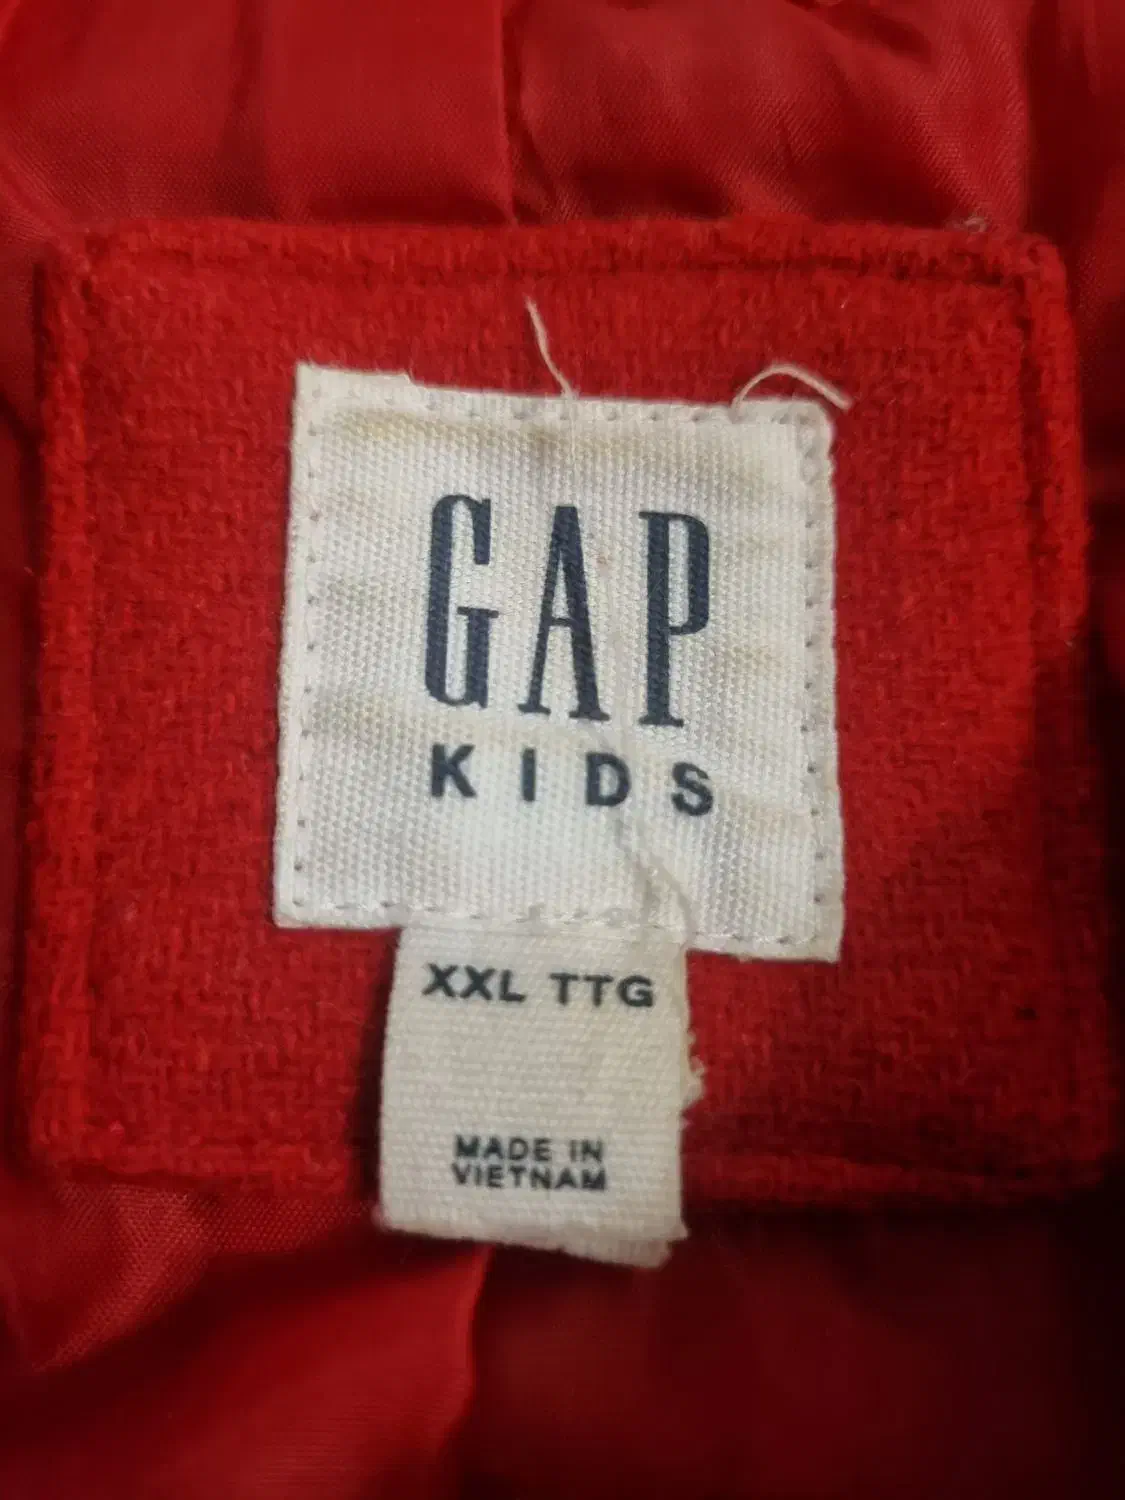 GAP
KIDS
XXL TTG
MADE IN
VIETNAM